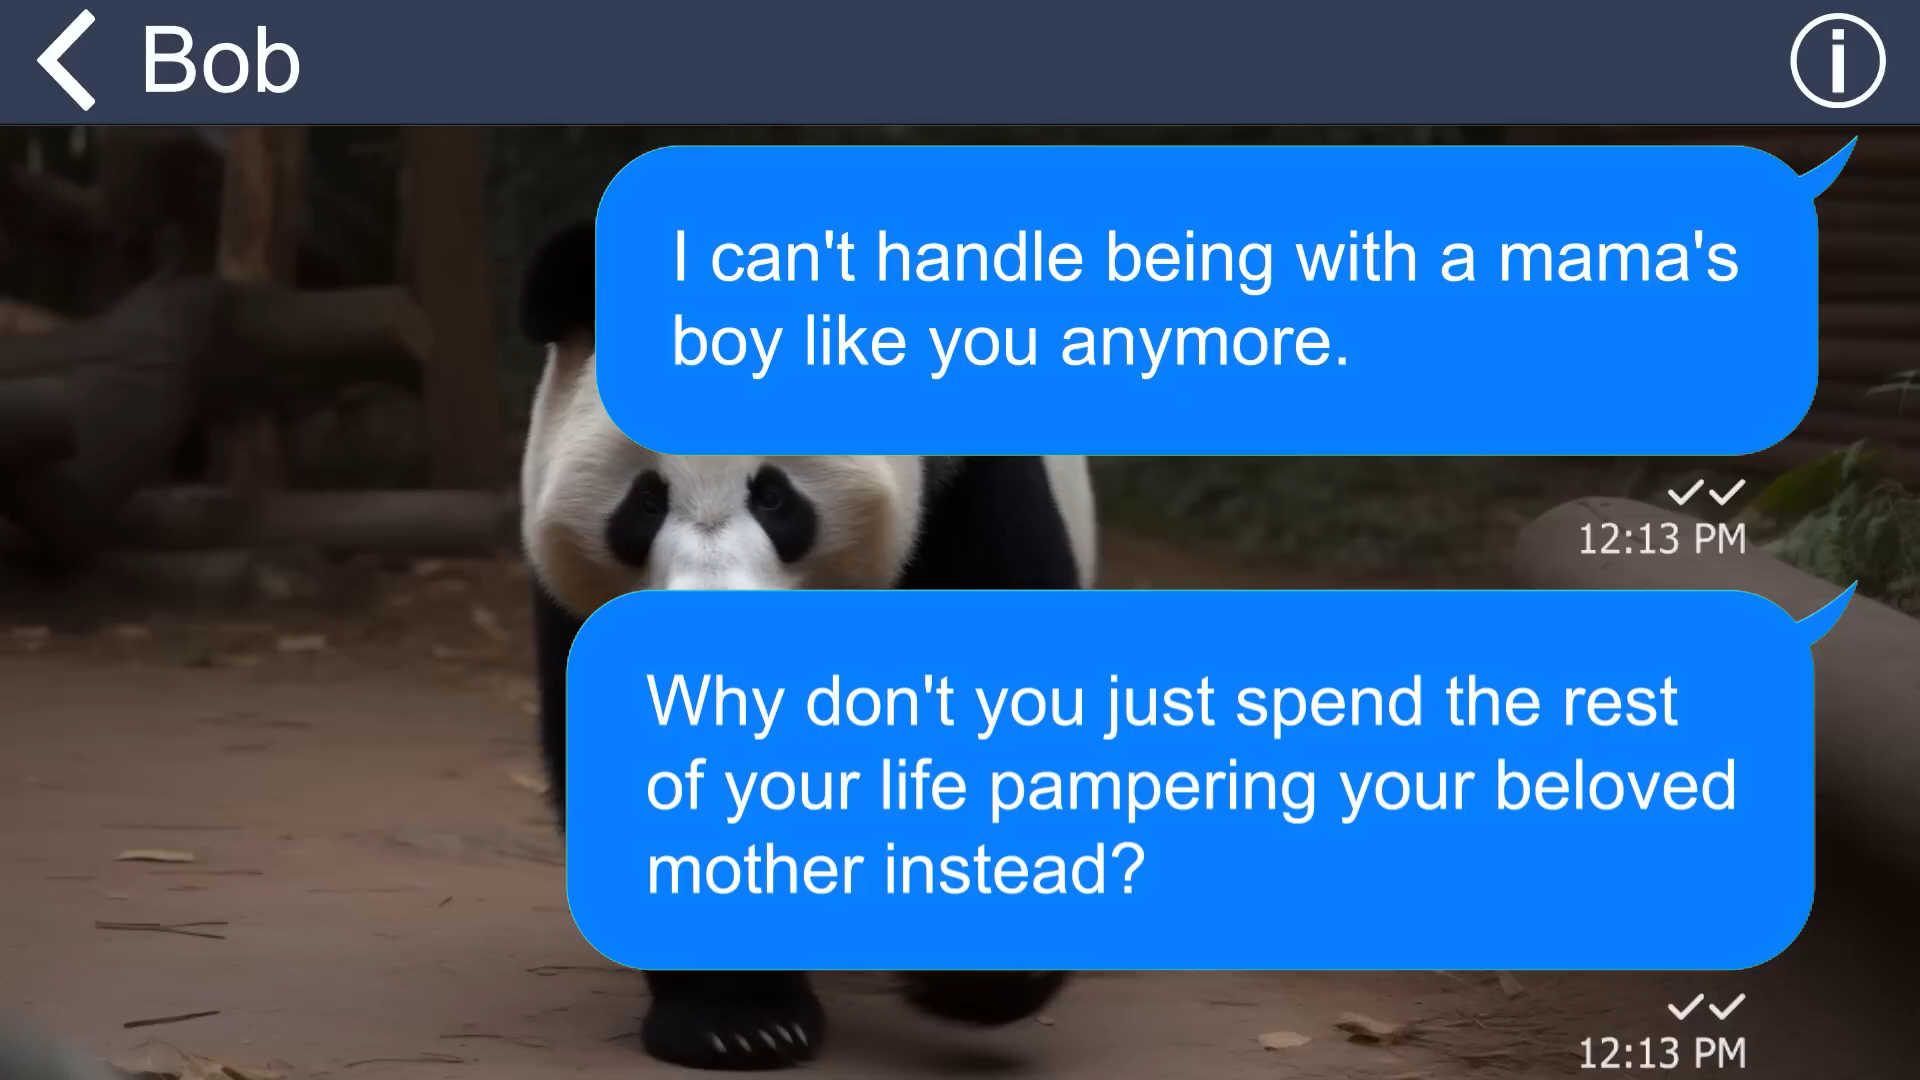 Bob
I can't handle being with a mama's
boy like you anymore.
12:13 PM
Why don't you just spend the rest
of your life pampering your beloved
mother instead?
12:13 PM